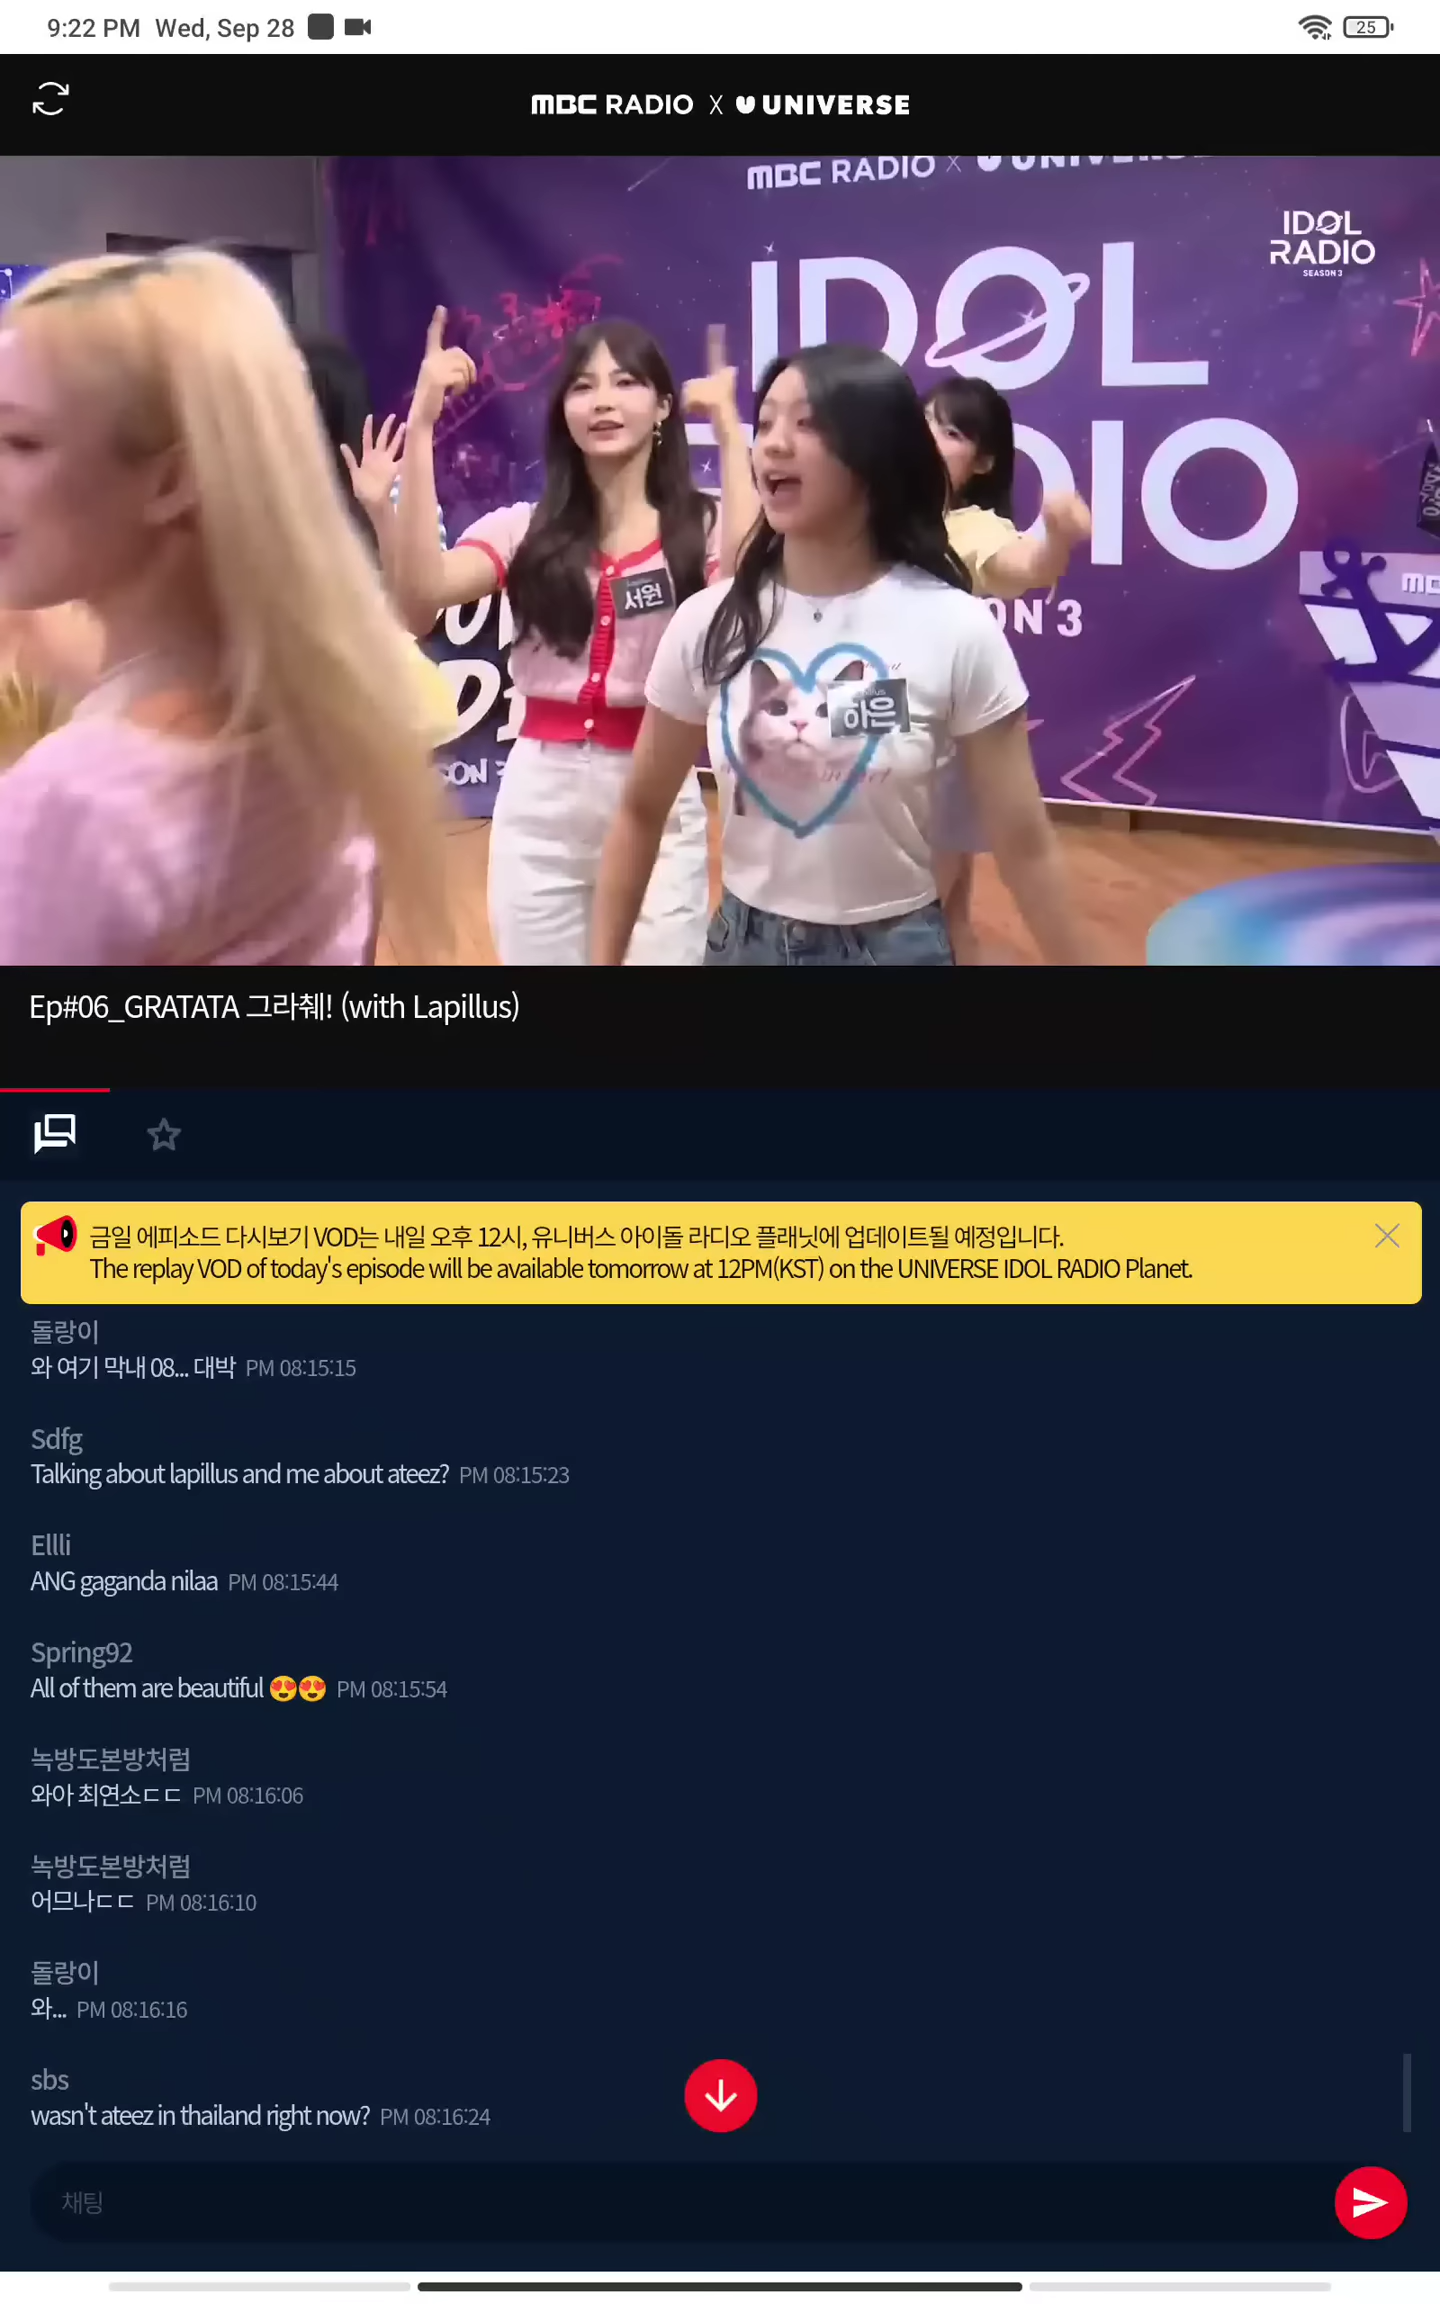 9:22 PM Wed, Sep 28
25
MBC RADIO X UNIVERSE
MBC RADIO X UNIVERSE
IDOL
RADIO
SEASON 3
IDOL
서원
아은
ON 3
Ep#06_GRATATA 그라췌! (with Lapillus)
금일 에피소드 다시보기 VOD는 내일 오후 12시, 유니버스 아이돌 라디오 플래닛에 업데이트될 예정입니다.
The replay VOD of today's episode will be available tomorrow at 12PM(KST) on the UNIVERSE IDOL RADIO Planet.
돌랑이
와 여기 막내 08... 대박 PM 08:15:15
Sdfg
Talking about lapillus and me about ateez? PM 08:15:23
Ellli
ANG gaganda nilaa PM 08:15:44
Spring92
All of them are beautiful 😍😍 PM 08:15:54
녹방도본방처럼
와아 최연소ㄷㄷ PM 08:16:06
녹방도본방처럼
어므나ㄷㄷ PM 08:16:10
돌랑이
와... PM 08:16:16
sbs
wasn't ateez in thailand right now? PM 08:16:24
채팅